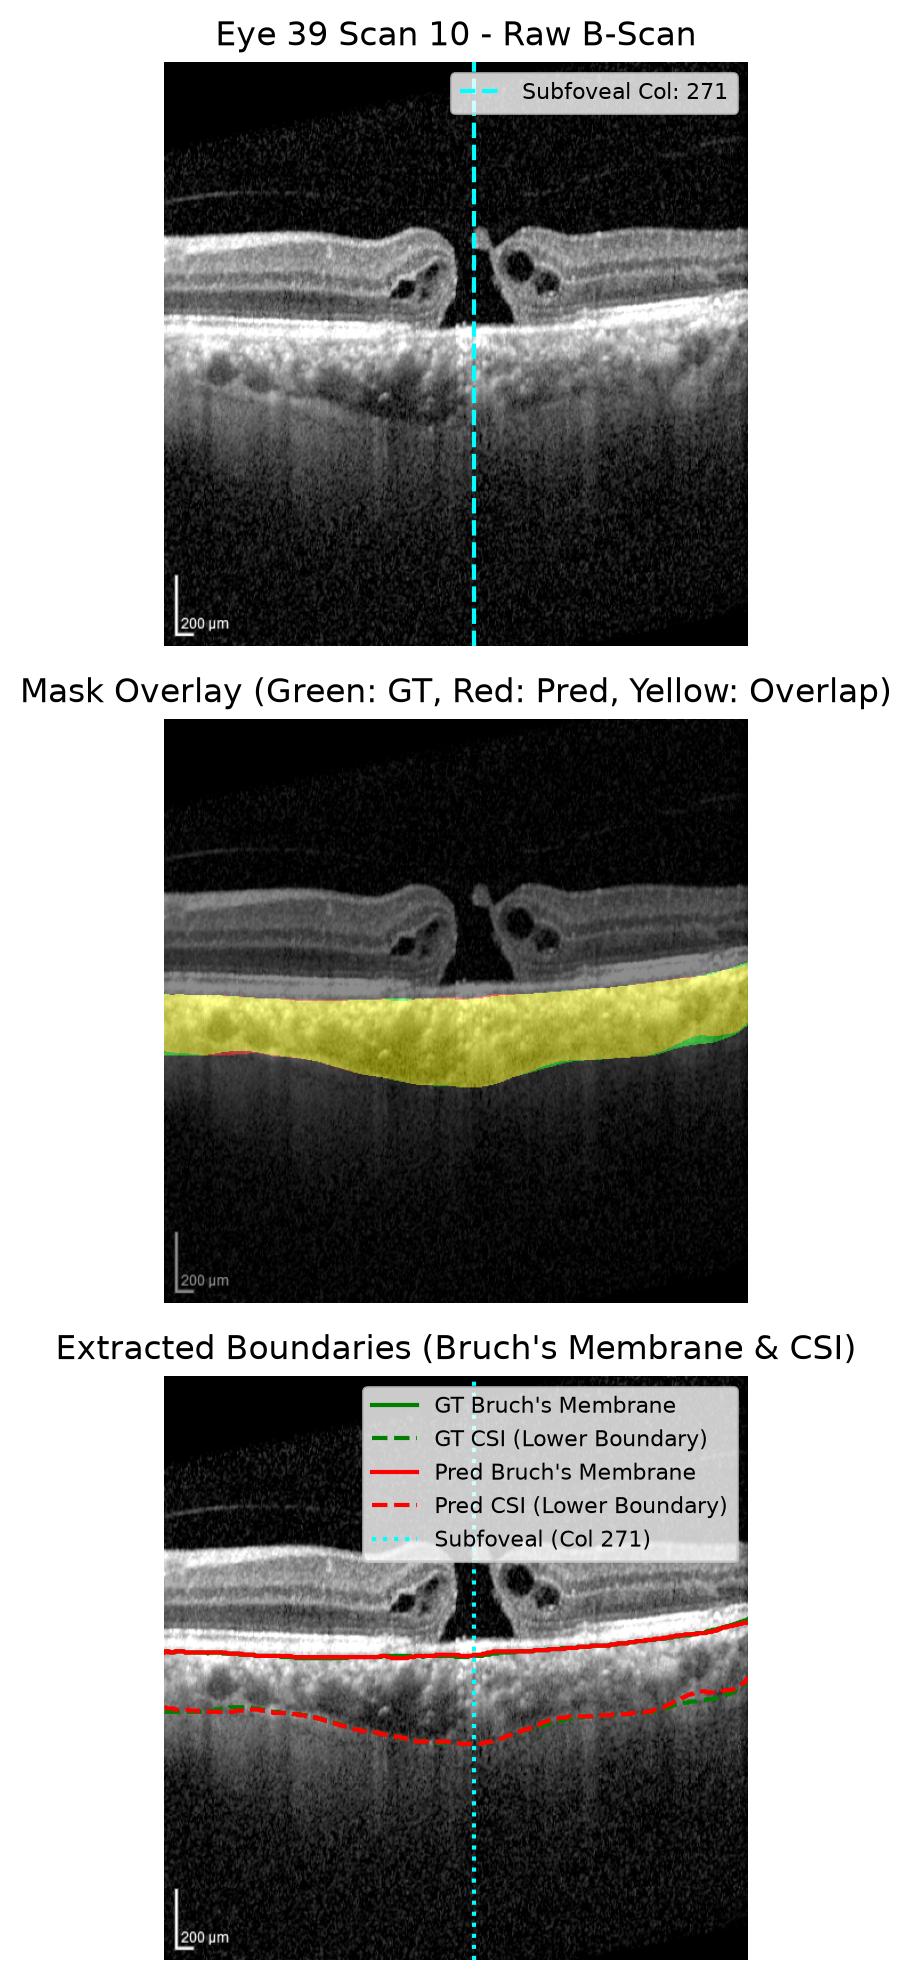 Eye 39 Scan 10 - Raw B-Scan
Subfoveal Col: 271
200 µm
Mask Overlay (Green: GT, Red: Pred, Yellow: Overlap)
200 µm
Extracted Boundaries (Bruch's Membrane & CSI)
GT Bruch's Membrane
GT CSI (Lower Boundary)
Pred Bruch's Membrane
Pred CSI (Lower Boundary)
Subfoveal (Col 271)
200 µm